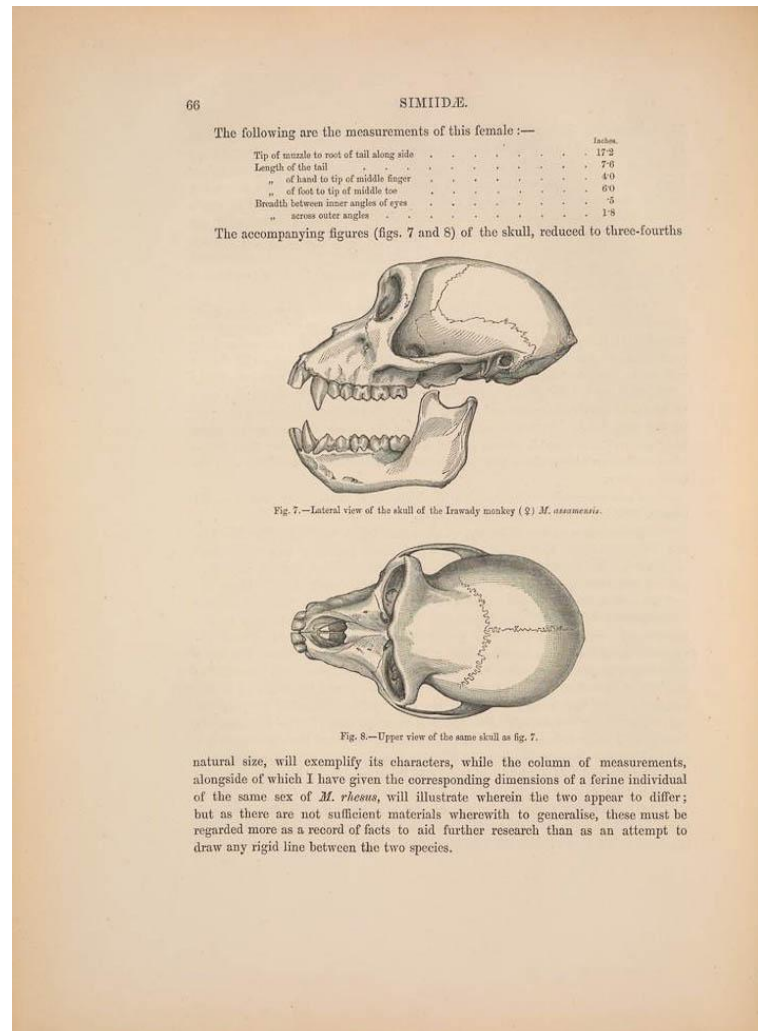 66
SIMIIDÆ.
The following are the measurements of this female :—
Inches.
Tip of muzzle to root of tail along side . . . . . . . . 17·2
Length of the tail . . . . . . . . . . . 7·6
„ of hand to tip of middle finger . . . . . . . . 4·0
„ of foot to tip of middle toe . . . . . . . . 6·0
Breadth between inner angles of eyes . . . . . . . . ·5
„ across outer angles . . . . . . . . . . 1·8
The accompanying figures (figs. 7 and 8) of the skull, reduced to three-fourths
Fig. 7.—Lateral view of the skull of the Irawady monkey (♀) M. assamensis.
Fig. 8.—Upper view of the same skull as fig. 7.
natural size, will exemplify its characters, while the column of measurements,
alongside of which I have given the corresponding dimensions of a ferine individual
of the same sex of M. rhesus, will illustrate wherein the two appear to differ;
but as there are not sufficient materials wherewith to generalise, these must be
regarded more as a record of facts to aid further research than as an attempt to
draw any rigid line between the two species.